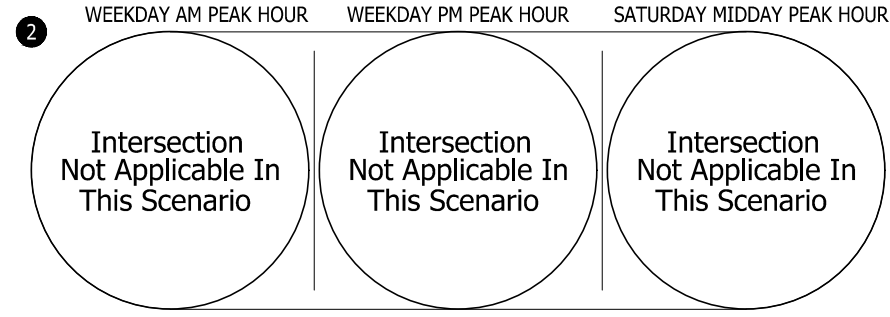 WEEKDAY AM PEAK HOUR
WEEKDAY PM PEAK HOUR
SATURDAY MIDDAY PEAK HOUR
2
Intersection
Not Applicable In
This Scenario
Intersection
Not Applicable In
This Scenario
Intersection
Not Applicable In
This Scenario